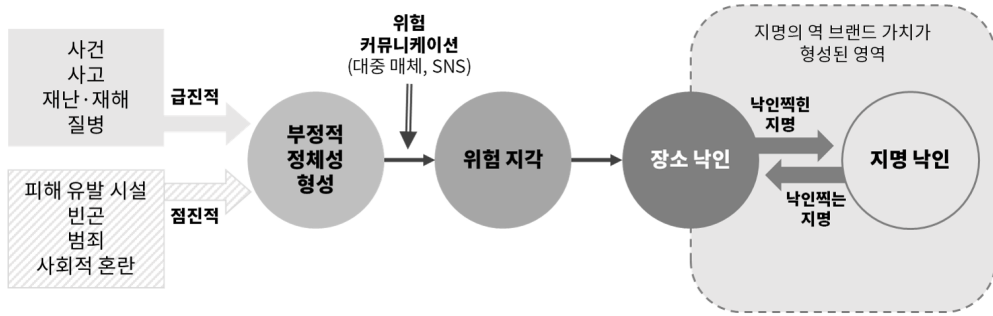 사건
사고
재난·재해
질병
급진적
피해 유발 시설
빈곤
범죄
사회적 혼란
점진적
부정적
정체성
형성
위험
커뮤니케이션
(대중 매체, SNS)
위험 지각
장소 낙인
지명의 역 브랜드 가치가
형성된 영역
낙인찍힌
지명
낙인찍는
지명
지명 낙인